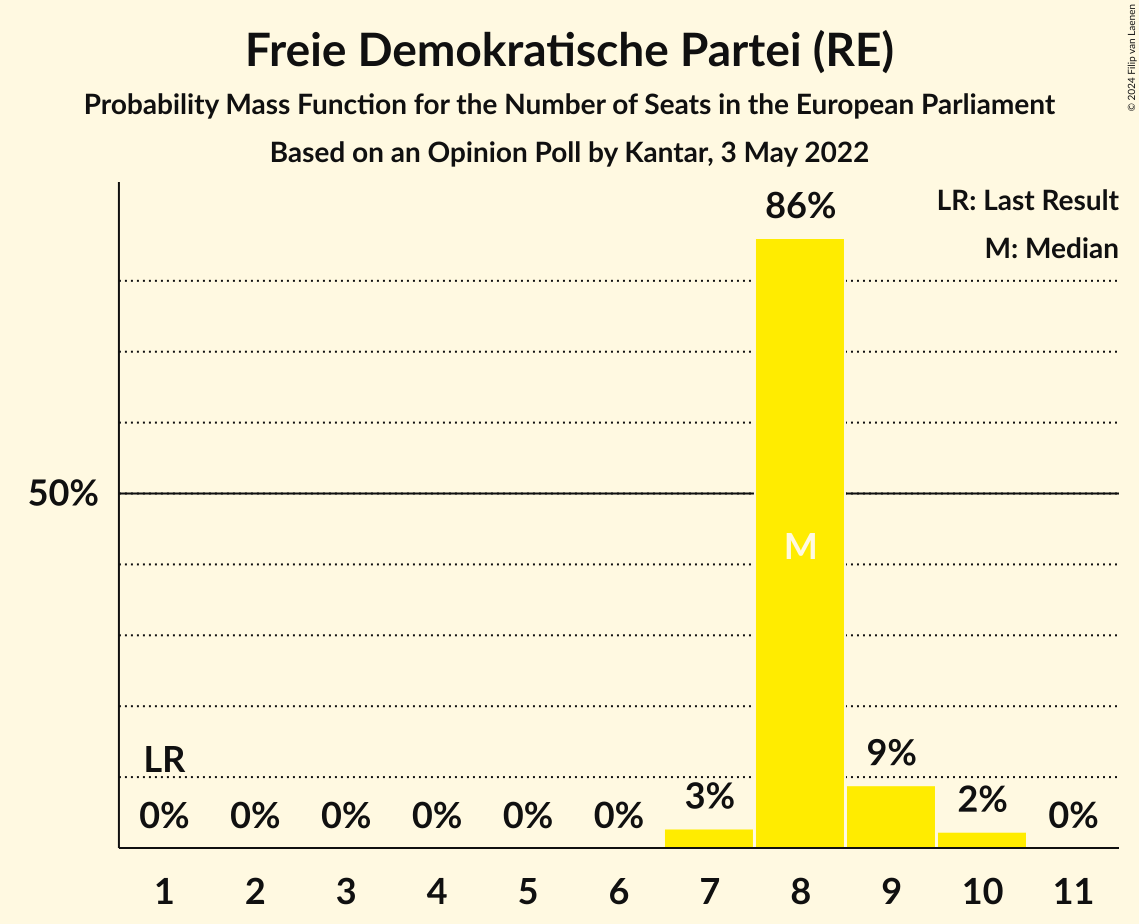 Freie Demokratische Partei (RE)
Probability Mass Function for the Number of Seats in the European Parliament
Based on an Opinion Poll by Kantar, 3 May 2022
© 2024 Filip van Laenen
LR: Last Result
M: Median
86%
50%
M
LR
9%
3%
2%
0% 0% 0% 0% 0% 0% 0%
1 2 3 4 5 6 7 8 9 10 11